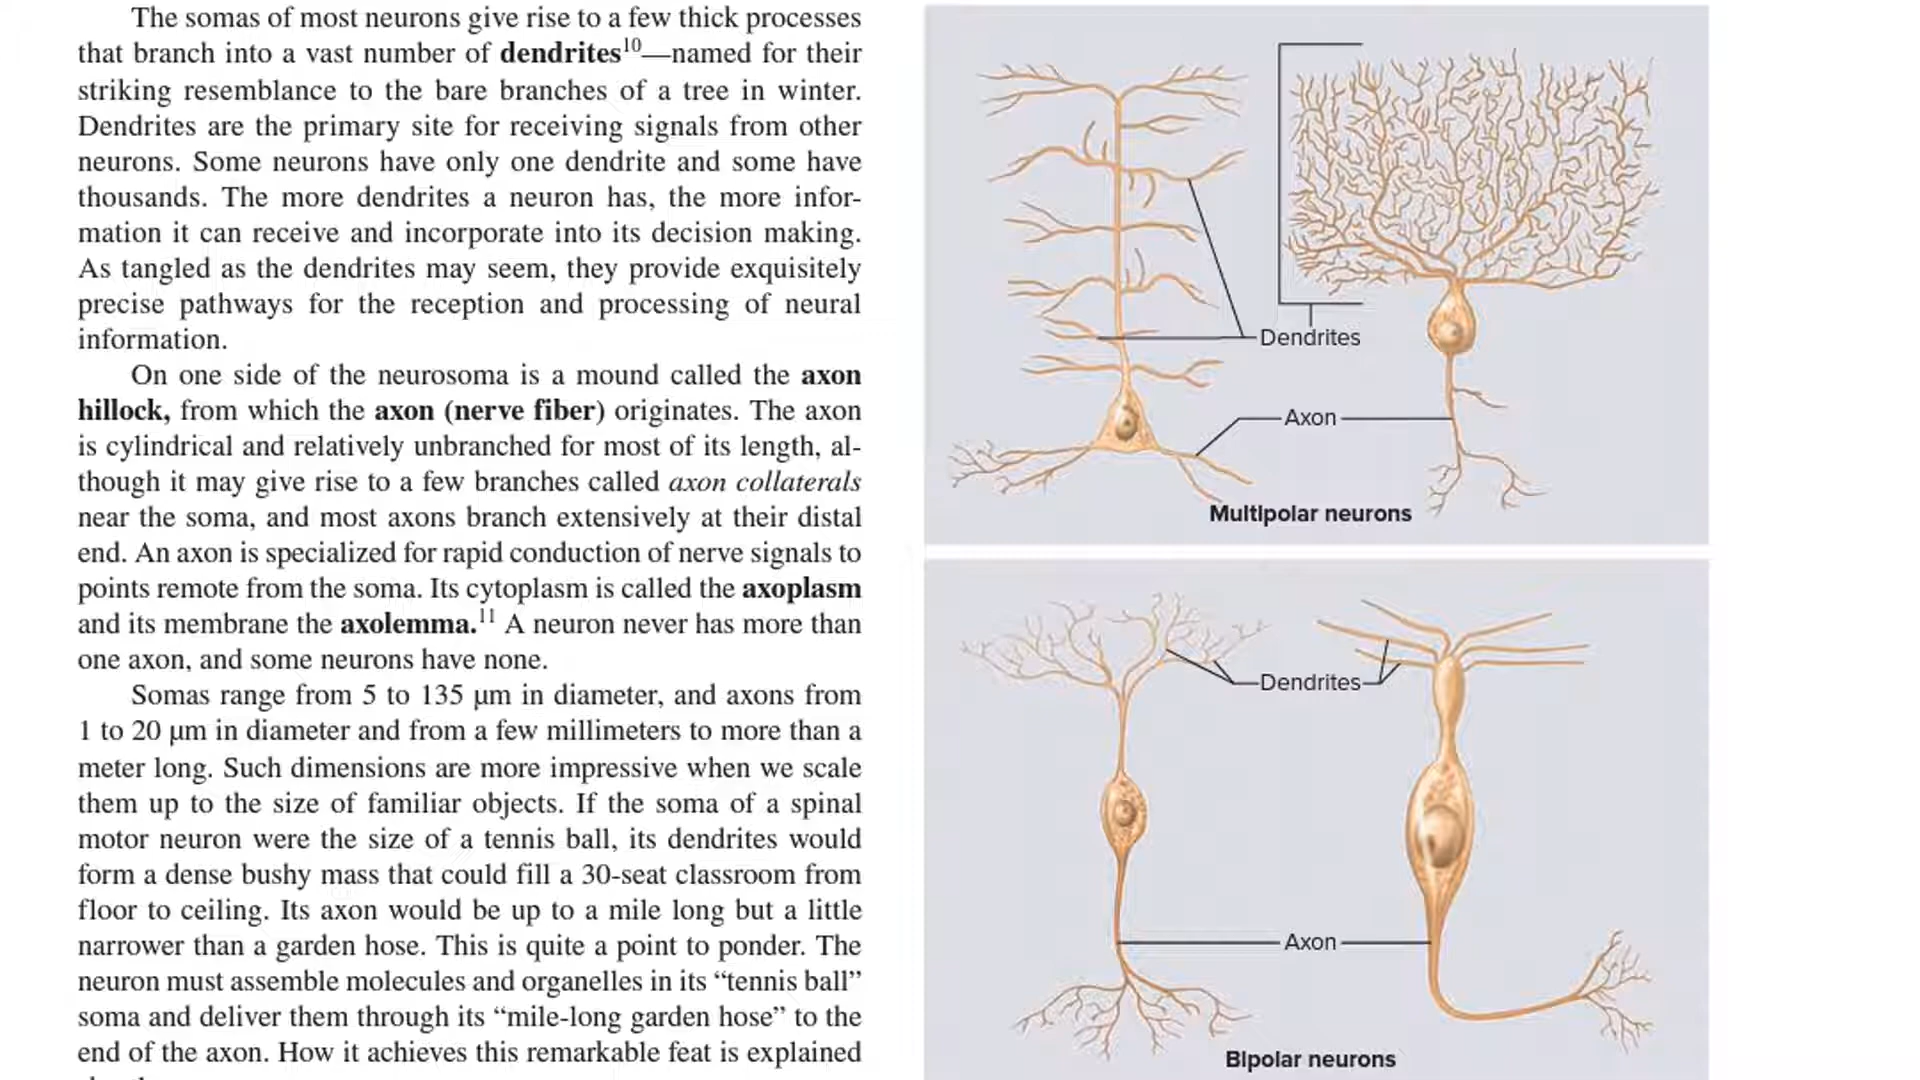 The somas of most neurons give rise to a few thick processes
that branch into a vast number of dendrites10—named for their
striking resemblance to the bare branches of a tree in winter.
Dendrites are the primary site for receiving signals from other
neurons. Some neurons have only one dendrite and some have
thousands. The more dendrites a neuron has, the more infor-
mation it can receive and incorporate into its decision making.
As tangled as the dendrites may seem, they provide exquisitely
precise pathways for the reception and processing of neural
information.
On one side of the neurosoma is a mound called the axon
hillock, from which the axon (nerve fiber) originates. The axon
is cylindrical and relatively unbranched for most of its length, al-
though it may give rise to a few branches called axon collaterals
near the soma, and most axons branch extensively at their distal
end. An axon is specialized for rapid conduction of nerve signals to
points remote from the soma. Its cytoplasm is called the axoplasm
and its membrane the axolemma.11 A neuron never has more than
one axon, and some neurons have none.
Somas range from 5 to 135 μm in diameter, and axons from
1 to 20 μm in diameter and from a few millimeters to more than a
meter long. Such dimensions are more impressive when we scale
them up to the size of familiar objects. If the soma of a spinal
motor neuron were the size of a tennis ball, its dendrites would
form a dense bushy mass that could fill a 30-seat classroom from
floor to ceiling. Its axon would be up to a mile long but a little
narrower than a garden hose. This is quite a point to ponder. The
neuron must assemble molecules and organelles in its “tennis ball”
soma and deliver them through its “mile-long garden hose” to the
end of the axon. How it achieves this remarkable feat is explained
Dendrites
Axon
Multipolar neurons
Dendrites
Axon
Bipolar neurons